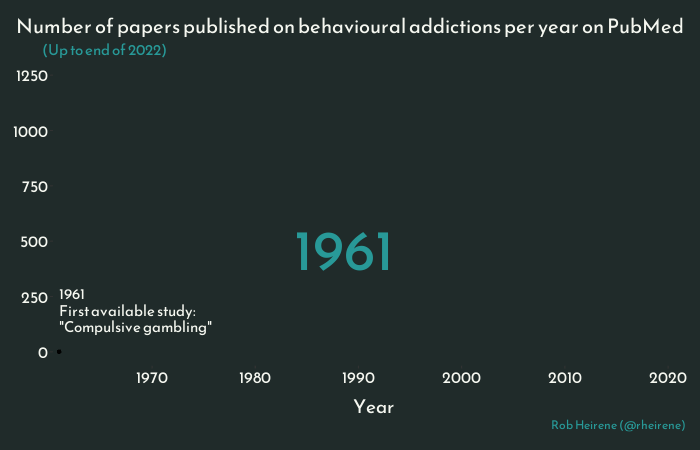 Number of papers published on behavioural addictions per year on PubMed
(Up to end of 2022)
1250
1000
750
500
1961
250
1961
First available study:
"Compulsive gambling"
0
1970 1980 1990 2000 2010 2020
Year
Rob Heirene (@rheirene)